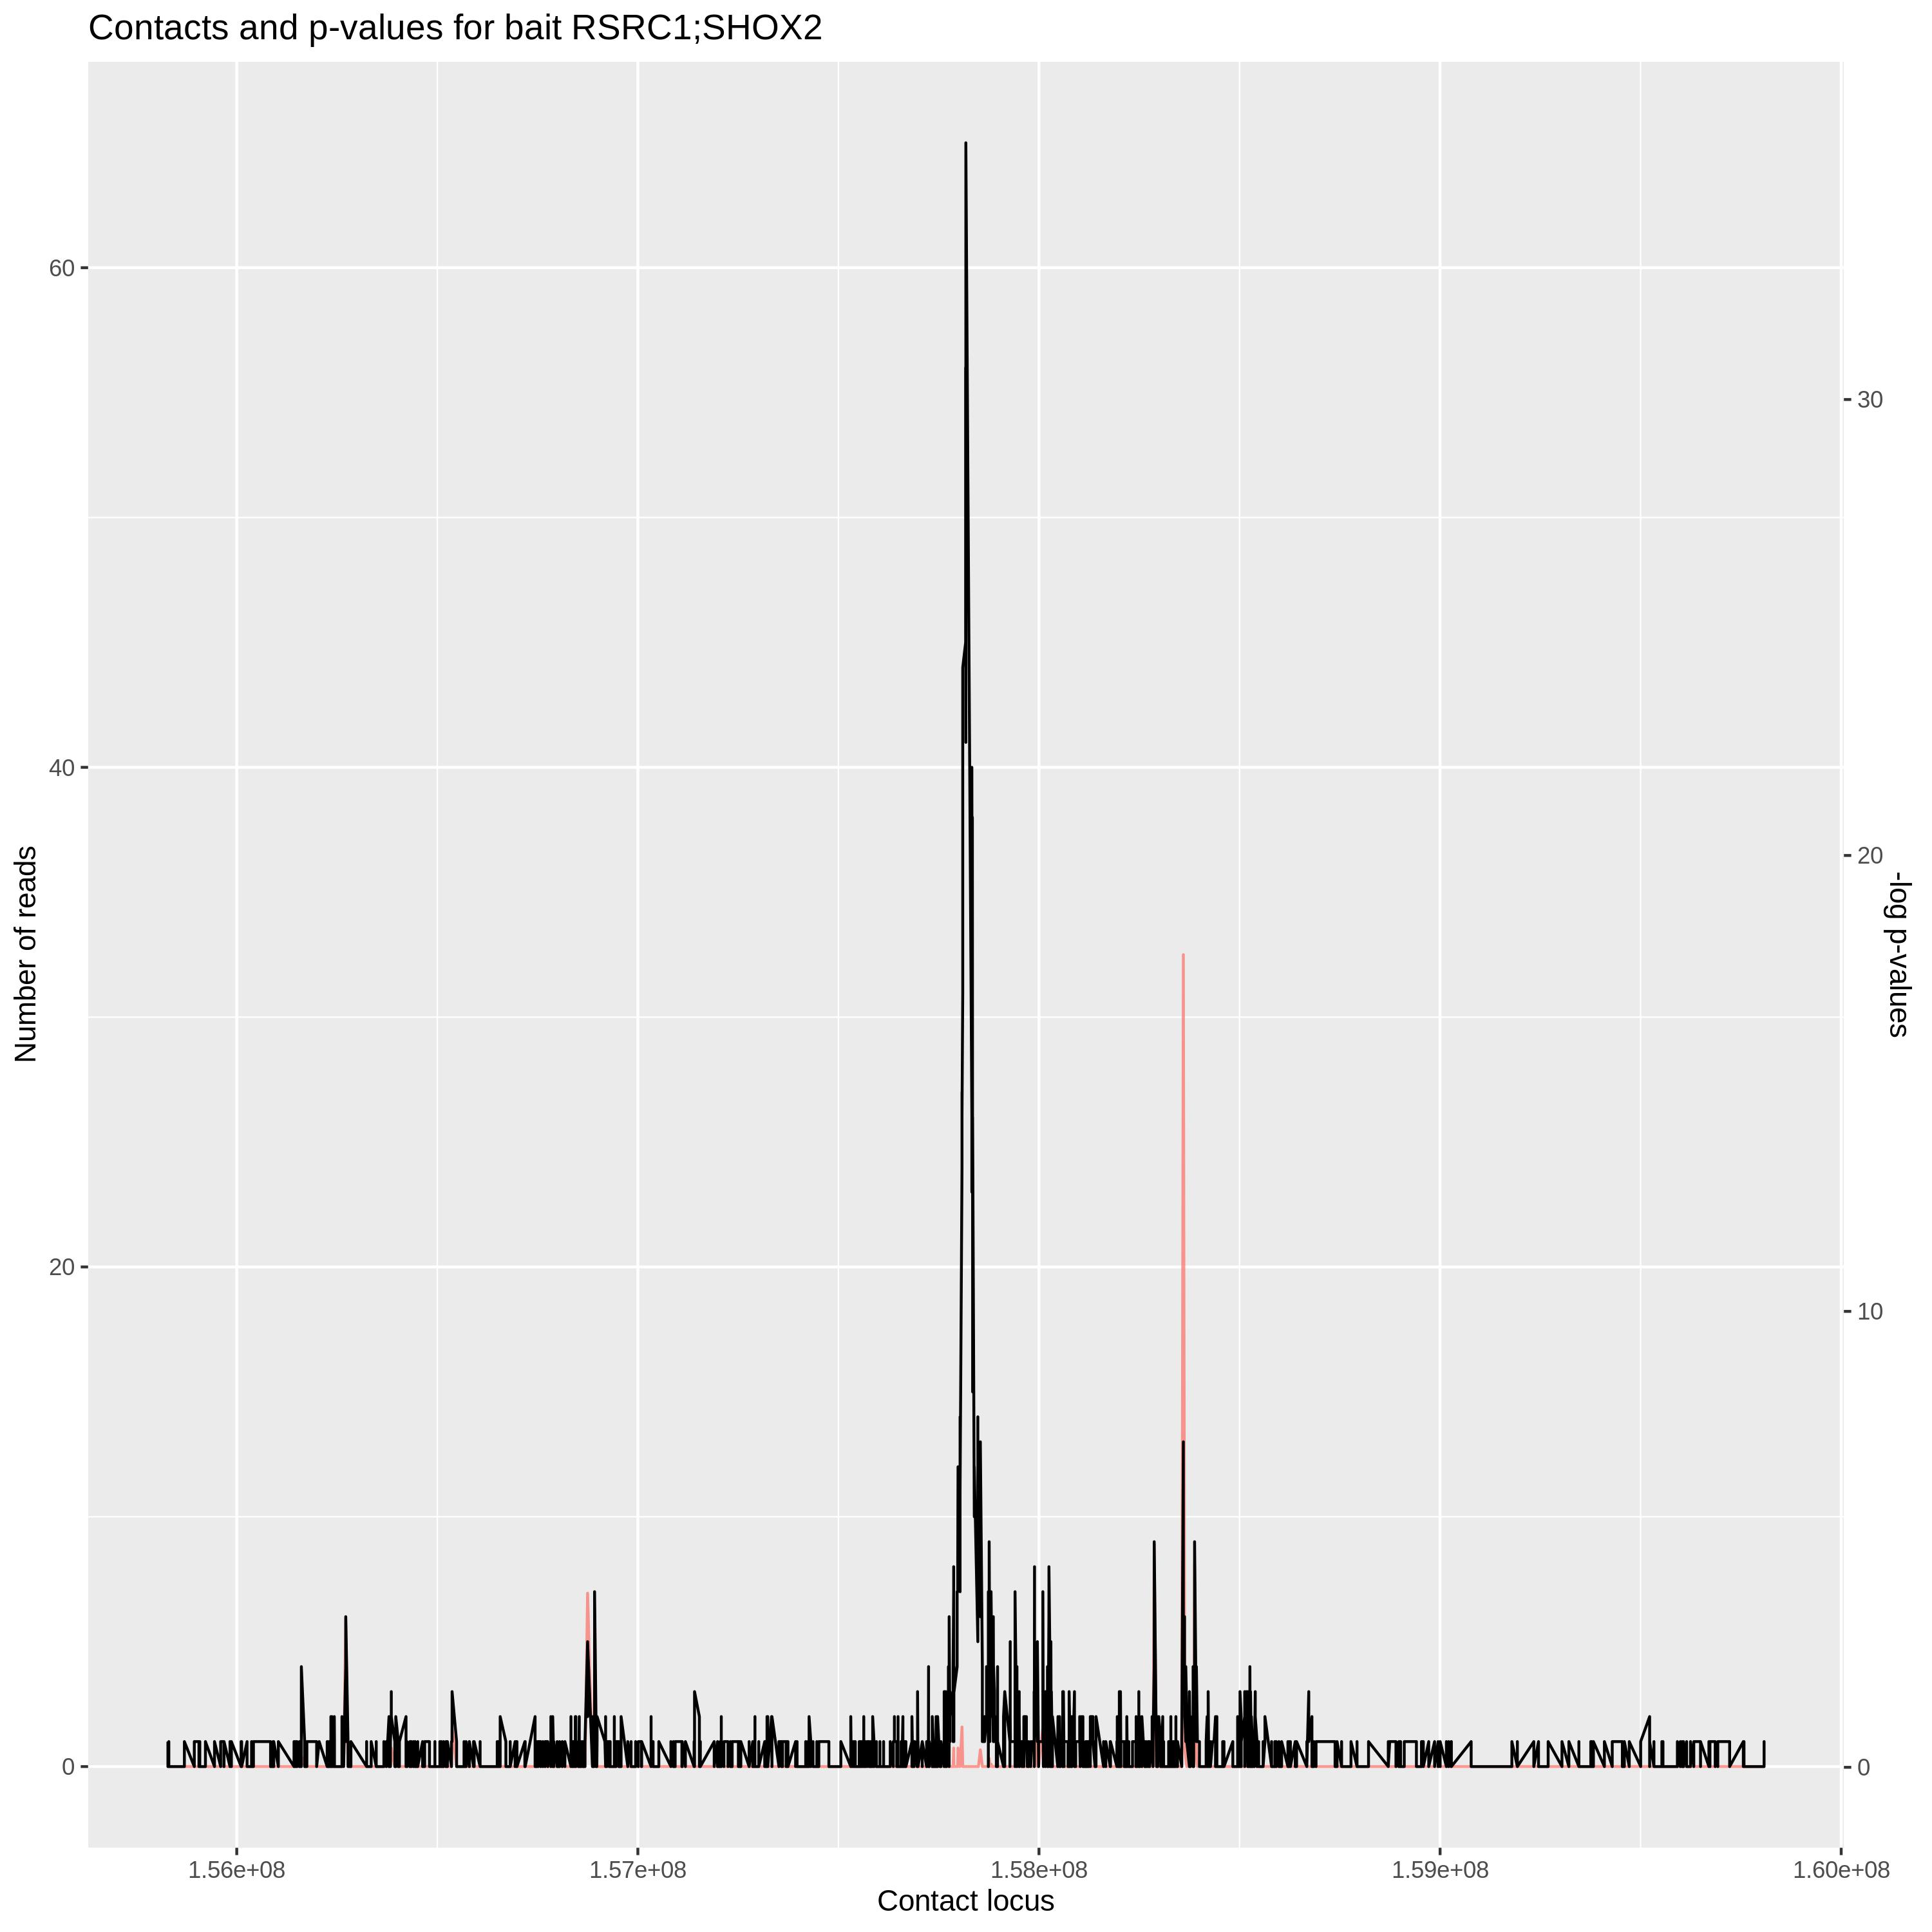 Contacts and p-values for bait RSRC1;SHOX2
60
40
20
0
30
20
10
0
Number of reads
-log p-values
1.56e+08
1.57e+08
1.58e+08
1.59e+08
1.60e+08
Contact locus